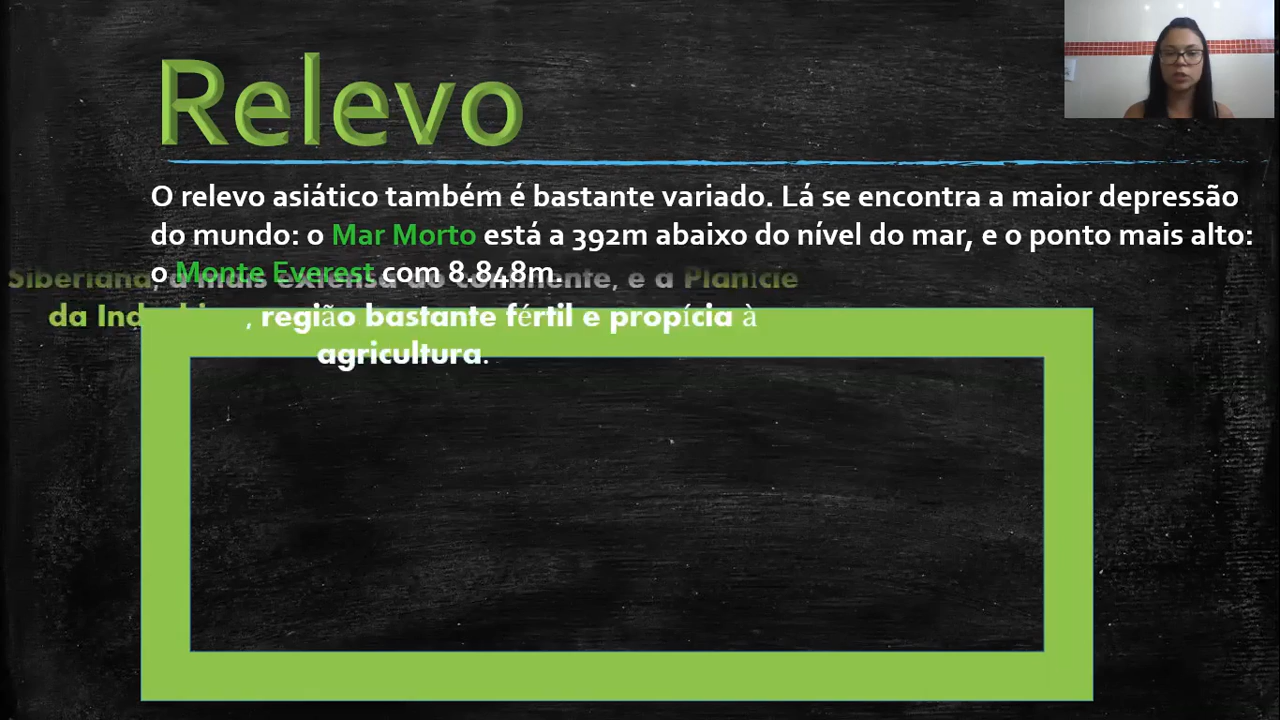 Relevo
O relevo asiático também é bastante variado. Lá se encontra a maior depressão
do mundo: o Mar Morto está a 392m abaixo do nível do mar, e o ponto mais alto:
o Monte Everest com 8.848m.
Siberiana, a mais extensa do continente, e a Planície
da , região bastante fértil e propícia à
agricultura.